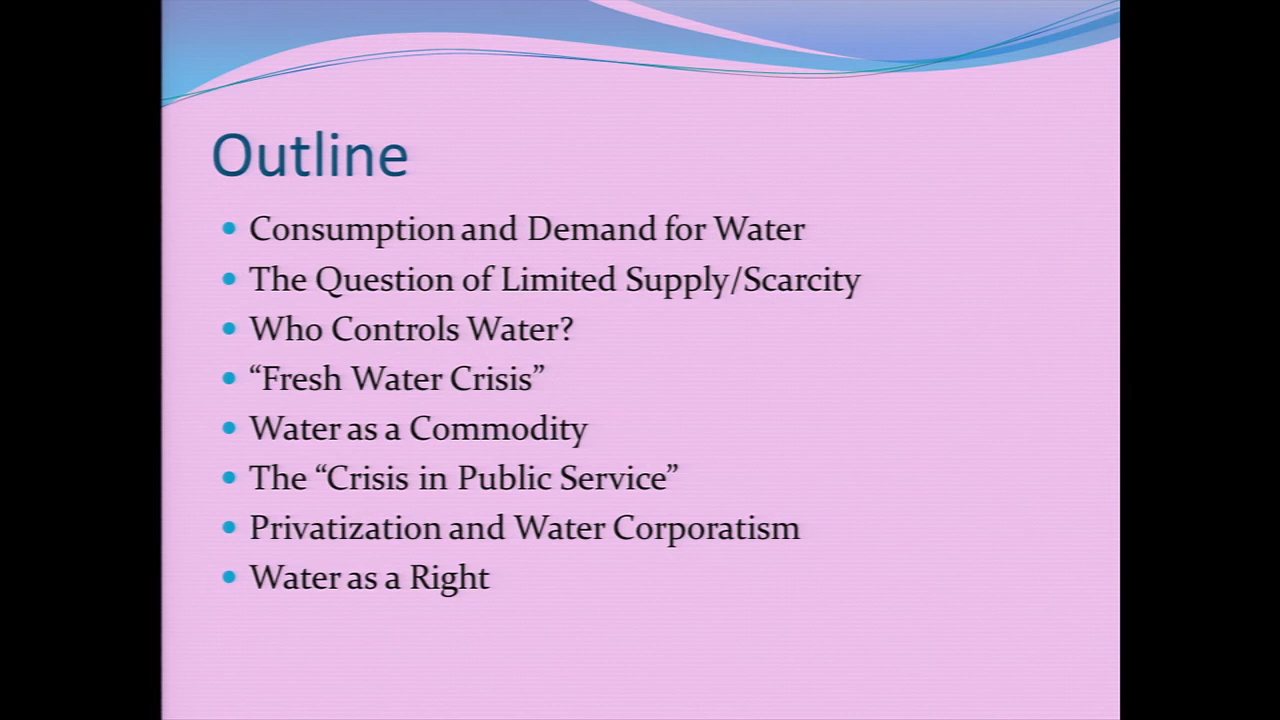 Outline
• Consumption and Demand for Water
• The Question of Limited Supply/Scarcity
• Who Controls Water?
• “Fresh Water Crisis”
• Water as a Commodity
• The “Crisis in Public Service”
• Privatization and Water Corporatism
• Water as a Right